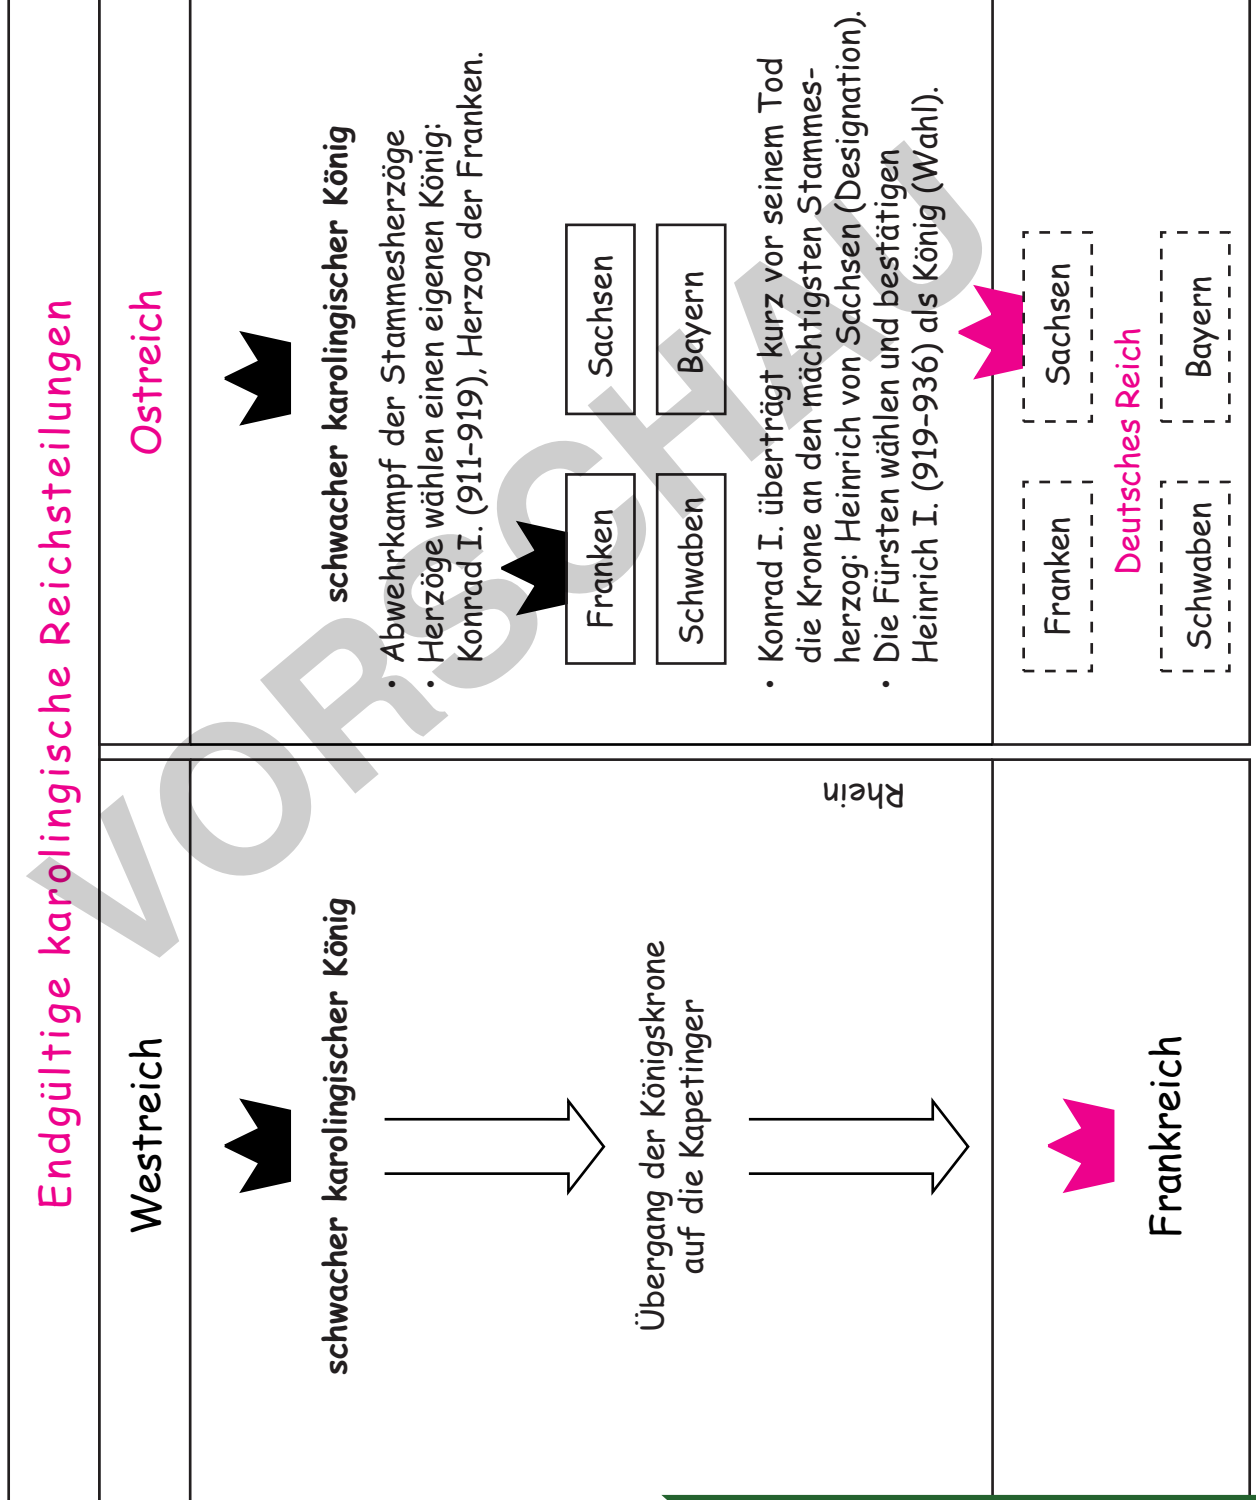 Endgültige karolingische Reichsteilungen
Westreich
schwacher karolingischer König
Übergang der Königskrone
auf die Kapetinger
Frankreich
Rhein
Ostreich
schwacher karolingischer König
• Abwehrkampf der Stammesherzöge
• Herzöge wählen einen eigenen König:
Konrad I. (911-919), Herzog der Franken.
Franken
Sachsen
Schwaben
Bayern
• Konrad I. überträgt kurz vor seinem Tod
die Krone an den mächtigsten Stammes-
herzog: Heinrich von Sachsen (Designation).
• Die Fürsten wählen und bestätigen
Heinrich I. (919-936) als König (Wahl).
Franken
Sachsen
Deutsches Reich
Schwaben
Bayern
VORSCHAU